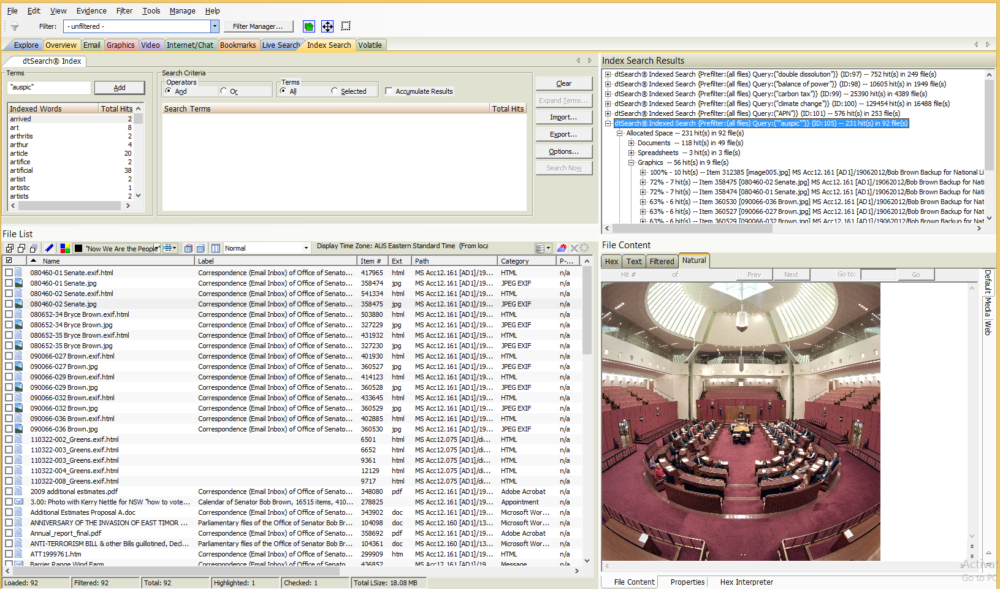 File Edit View Evidence Filter Tools Manage Help
Filter: - unfiltered - Filter Manager...
Explore Overview Email Graphics Video Internet/Chat Bookmarks Live Search Index Search Volatile
dtSearch® Index
Terms
"auspic" Add
Indexed Words Total Hits
arrived 2
art 8
arthritis 2
arthur 4
article 20
artifice 2
artificial 38
artist 2
artistic 1
artists 2
Search Criteria
Operators
And Or
Terms
All Selected
Accumulate Results
Search Terms Total Hits
Clear
Expand Terms...
Import...
Export...
Options...
Search Now
Index Search Results
dtSearch® Indexed Search {Prefilter:(all files) Query:("double dissolution")} (ID:97) -- 752 hit(s) in 249 file(s)
dtSearch® Indexed Search {Prefilter:(all files) Query:("balance of power")} (ID:98) -- 10605 hit(s) in 1949 file(s)
dtSearch® Indexed Search {Prefilter:(all files) Query:("carbon tax")} (ID:99) -- 25390 hit(s) in 4389 file(s)
dtSearch® Indexed Search {Prefilter:(all files) Query:("climate change")} (ID:100) -- 129454 hit(s) in 16488 file(s)
dtSearch® Indexed Search {Prefilter:(all files) Query:("APN")} (ID:101) -- 576 hit(s) in 253 file(s)
dtSearch® Indexed Search {Prefilter:(all files) Query:(""auspic"")} (ID:105) -- 231 hit(s) in 92 file(s)
Allocated Space -- 231 hit(s) in 92 file(s)
Documents -- 118 hit(s) in 49 file(s)
Spreadsheets -- 3 hit(s) in 3 file(s)
Graphics -- 56 hit(s) in 9 file(s)
100% - 10 hit(s) -- Item 312385 [image005.jpg] MS Acc12.161 [AD1]/19062012/Bob Brown Backup for National Li
72% - 7 hit(s) -- Item 358475 [080460-02 Senate.jpg] MS Acc12.161 [AD1]/19062012/Bob Brown Backup for Nati
72% - 7 hit(s) -- Item 358474 [080460-01 Senate.jpg] MS Acc12.161 [AD1]/19062012/Bob Brown Backup for Nati
63% - 6 hit(s) -- Item 360530 [090066-036 Brown.jpg] MS Acc12.161 [AD1]/19062012/Bob Brown Backup for Nat
63% - 6 hit(s) -- Item 360527 [090066-027 Brown.jpg] MS Acc12.161 [AD1]/19062012/Bob Brown Backup for Nat
63% - 6 hit(s) -- Item 360529 [090066-032 Brown.jpg] MS Acc12.161 [AD1]/19062012/Bob Brown Backup for Nat
File List
"Now We Are the People" Normal Display Time Zone: AUS Eastern Standard Time (From loca
Name Label Item # Ext Path Category P-...
080460-01 Senate.exif.html Correspondence (Email Inbox) of Office of Senato... 417965 html MS Acc12.161 [AD1]/19... HTML n/a
080460-01 Senate.jpg Correspondence (Email Inbox) of Office of Senato... 358474 jpg MS Acc12.161 [AD1]/19... JPEG EXIF n/a
080460-02 Senate.exif.html Correspondence (Email Inbox) of Office of Senato... 541334 html MS Acc12.161 [AD1]/19... HTML n/a
080460-02 Senate.jpg Correspondence (Email Inbox) of Office of Senato... 358475 jpg MS Acc12.161 [AD1]/19... JPEG EXIF n/a
080652-34 Bryce Brown.exif.html Correspondence (Email Inbox) of Office of Senato... 503880 html MS Acc12.161 [AD1]/19... HTML n/a
080652-34 Bryce Brown.jpg Correspondence (Email Inbox) of Office of Senato... 327229 jpg MS Acc12.161 [AD1]/19... JPEG EXIF n/a
080652-35 Bryce Brown.exif.html Correspondence (Email Inbox) of Office of Senato... 431932 html MS Acc12.161 [AD1]/19... HTML n/a
080652-35 Bryce Brown.jpg Correspondence (Email Inbox) of Office of Senato... 327230 jpg MS Acc12.161 [AD1]/19... JPEG EXIF n/a
090066-027 Brown.exif.html Correspondence (Email Inbox) of Office of Senato... 401930 html MS Acc12.161 [AD1]/19... HTML n/a
090066-027 Brown.jpg Correspondence (Email Inbox) of Office of Senato... 360527 jpg MS Acc12.161 [AD1]/19... JPEG EXIF n/a
090066-029 Brown.exif.html Correspondence (Email Inbox) of Office of Senato... 414123 html MS Acc12.161 [AD1]/19... HTML n/a
090066-029 Brown.jpg Correspondence (Email Inbox) of Office of Senato... 360528 jpg MS Acc12.161 [AD1]/19... JPEG EXIF n/a
090066-032 Brown.exif.html Correspondence (Email Inbox) of Office of Senato... 433645 html MS Acc12.161 [AD1]/19... HTML n/a
090066-032 Brown.jpg Correspondence (Email Inbox) of Office of Senato... 360529 jpg MS Acc12.161 [AD1]/19... JPEG EXIF n/a
090066-036 Brown.exif.html Correspondence (Email Inbox) of Office of Senato... 402885 html MS Acc12.161 [AD1]/19... HTML n/a
090066-036 Brown.jpg Correspondence (Email Inbox) of Office of Senato... 360530 jpg MS Acc12.161 [AD1]/19... JPEG EXIF n/a
110322-002_Greens.exif.html 6501 html MS Acc12.075 [AD1]/di... HTML n/a
110322-003_Greens.exif.html 6652 html MS Acc12.075 [AD1]/di... HTML n/a
110322-003_Greens.exif.html 9361 html MS Acc12.075 [AD1]/di... HTML n/a
110322-004_Greens.exif.html 12129 html MS Acc12.075 [AD1]/di... HTML n/a
110322-008_Greens.exif.html 9717 html MS Acc12.075 [AD1]/di... HTML n/a
2009 additional estimates.pdf Correspondence (Email Inbox) of Office of Senato... 348080 pdf MS Acc12.161 [AD1]/19... Adobe Acrobat n/a
3.00: Photo with Kerry Nettle for NSW "how to vote... Calendar of Senator Bob Brown, 16515 items, 410... 278825 MS Acc12.161 [AD1]/19... Appointment n/a
Additional Estimates Proposal A.doc Correspondence (Email Inbox) of Office of Senato... 343902 doc MS Acc12.161 [AD1]/19... Microsoft Wor... n/a
ANNIVERSARY OF THE INVASION OF EAST TIMOR ... Parliamentary files of the Office of Senator Bob Br... 104098 doc MS Acc12.160 [AD1]/13... Microsoft Wor... n/a
Annual_report_final.pdf Correspondence (Email Inbox) of Office of Senato... 358692 pdf MS Acc12.161 [AD1]/19... Adobe Acrobat n/a
ANTI-TERRORISM BILL & other Bills guillotined, Decl... Parliamentary files of the Office of Senator Bob Br... 104361 doc MS Acc12.160 [AD1]/13... Microsoft Wor... n/a
ATT1999761.htm Correspondence (Email Inbox) of Office of Senato... 299909 htm MS Acc12.161 [AD1]/19... HTML n/a
Barrier Range Wind Farm Correspondence (Email Inbox) of Office of Senato 436852 MS Acc12.161 [AD1]/19 Message n/a
Loaded: 92 Filtered: 92 Total: 92 Highlighted: 1 Checked: 1 Total LSize: 18.08 MB
File Content
Hex Text Filtered Natural
Hit # of Prev Next Go to: Go
Default Media Web
Activat
Go to PC
File Content Properties Hex Interpreter